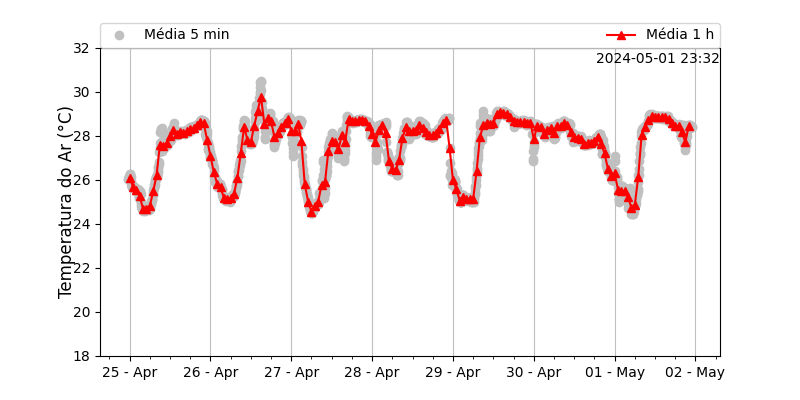 Média 5 min
Média 1 h
2024-05-01 23:32
Temperatura do Ar (°C)
32
30
28
26
24
22
20
18
25 - Apr
26 - Apr
27 - Apr
28 - Apr
29 - Apr
30 - Apr
01 - May
02 - May